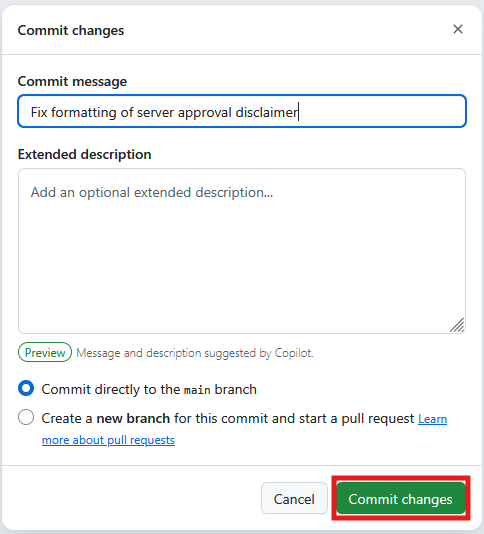 Commit changes
Commit message
Fix formatting of server approval disclaimer
Extended description
Add an optional extended description...
Preview Message and description suggested by Copilot.
Commit directly to the main branch
Create a new branch for this commit and start a pull request Learn
more about pull requests
Cancel Commit changes